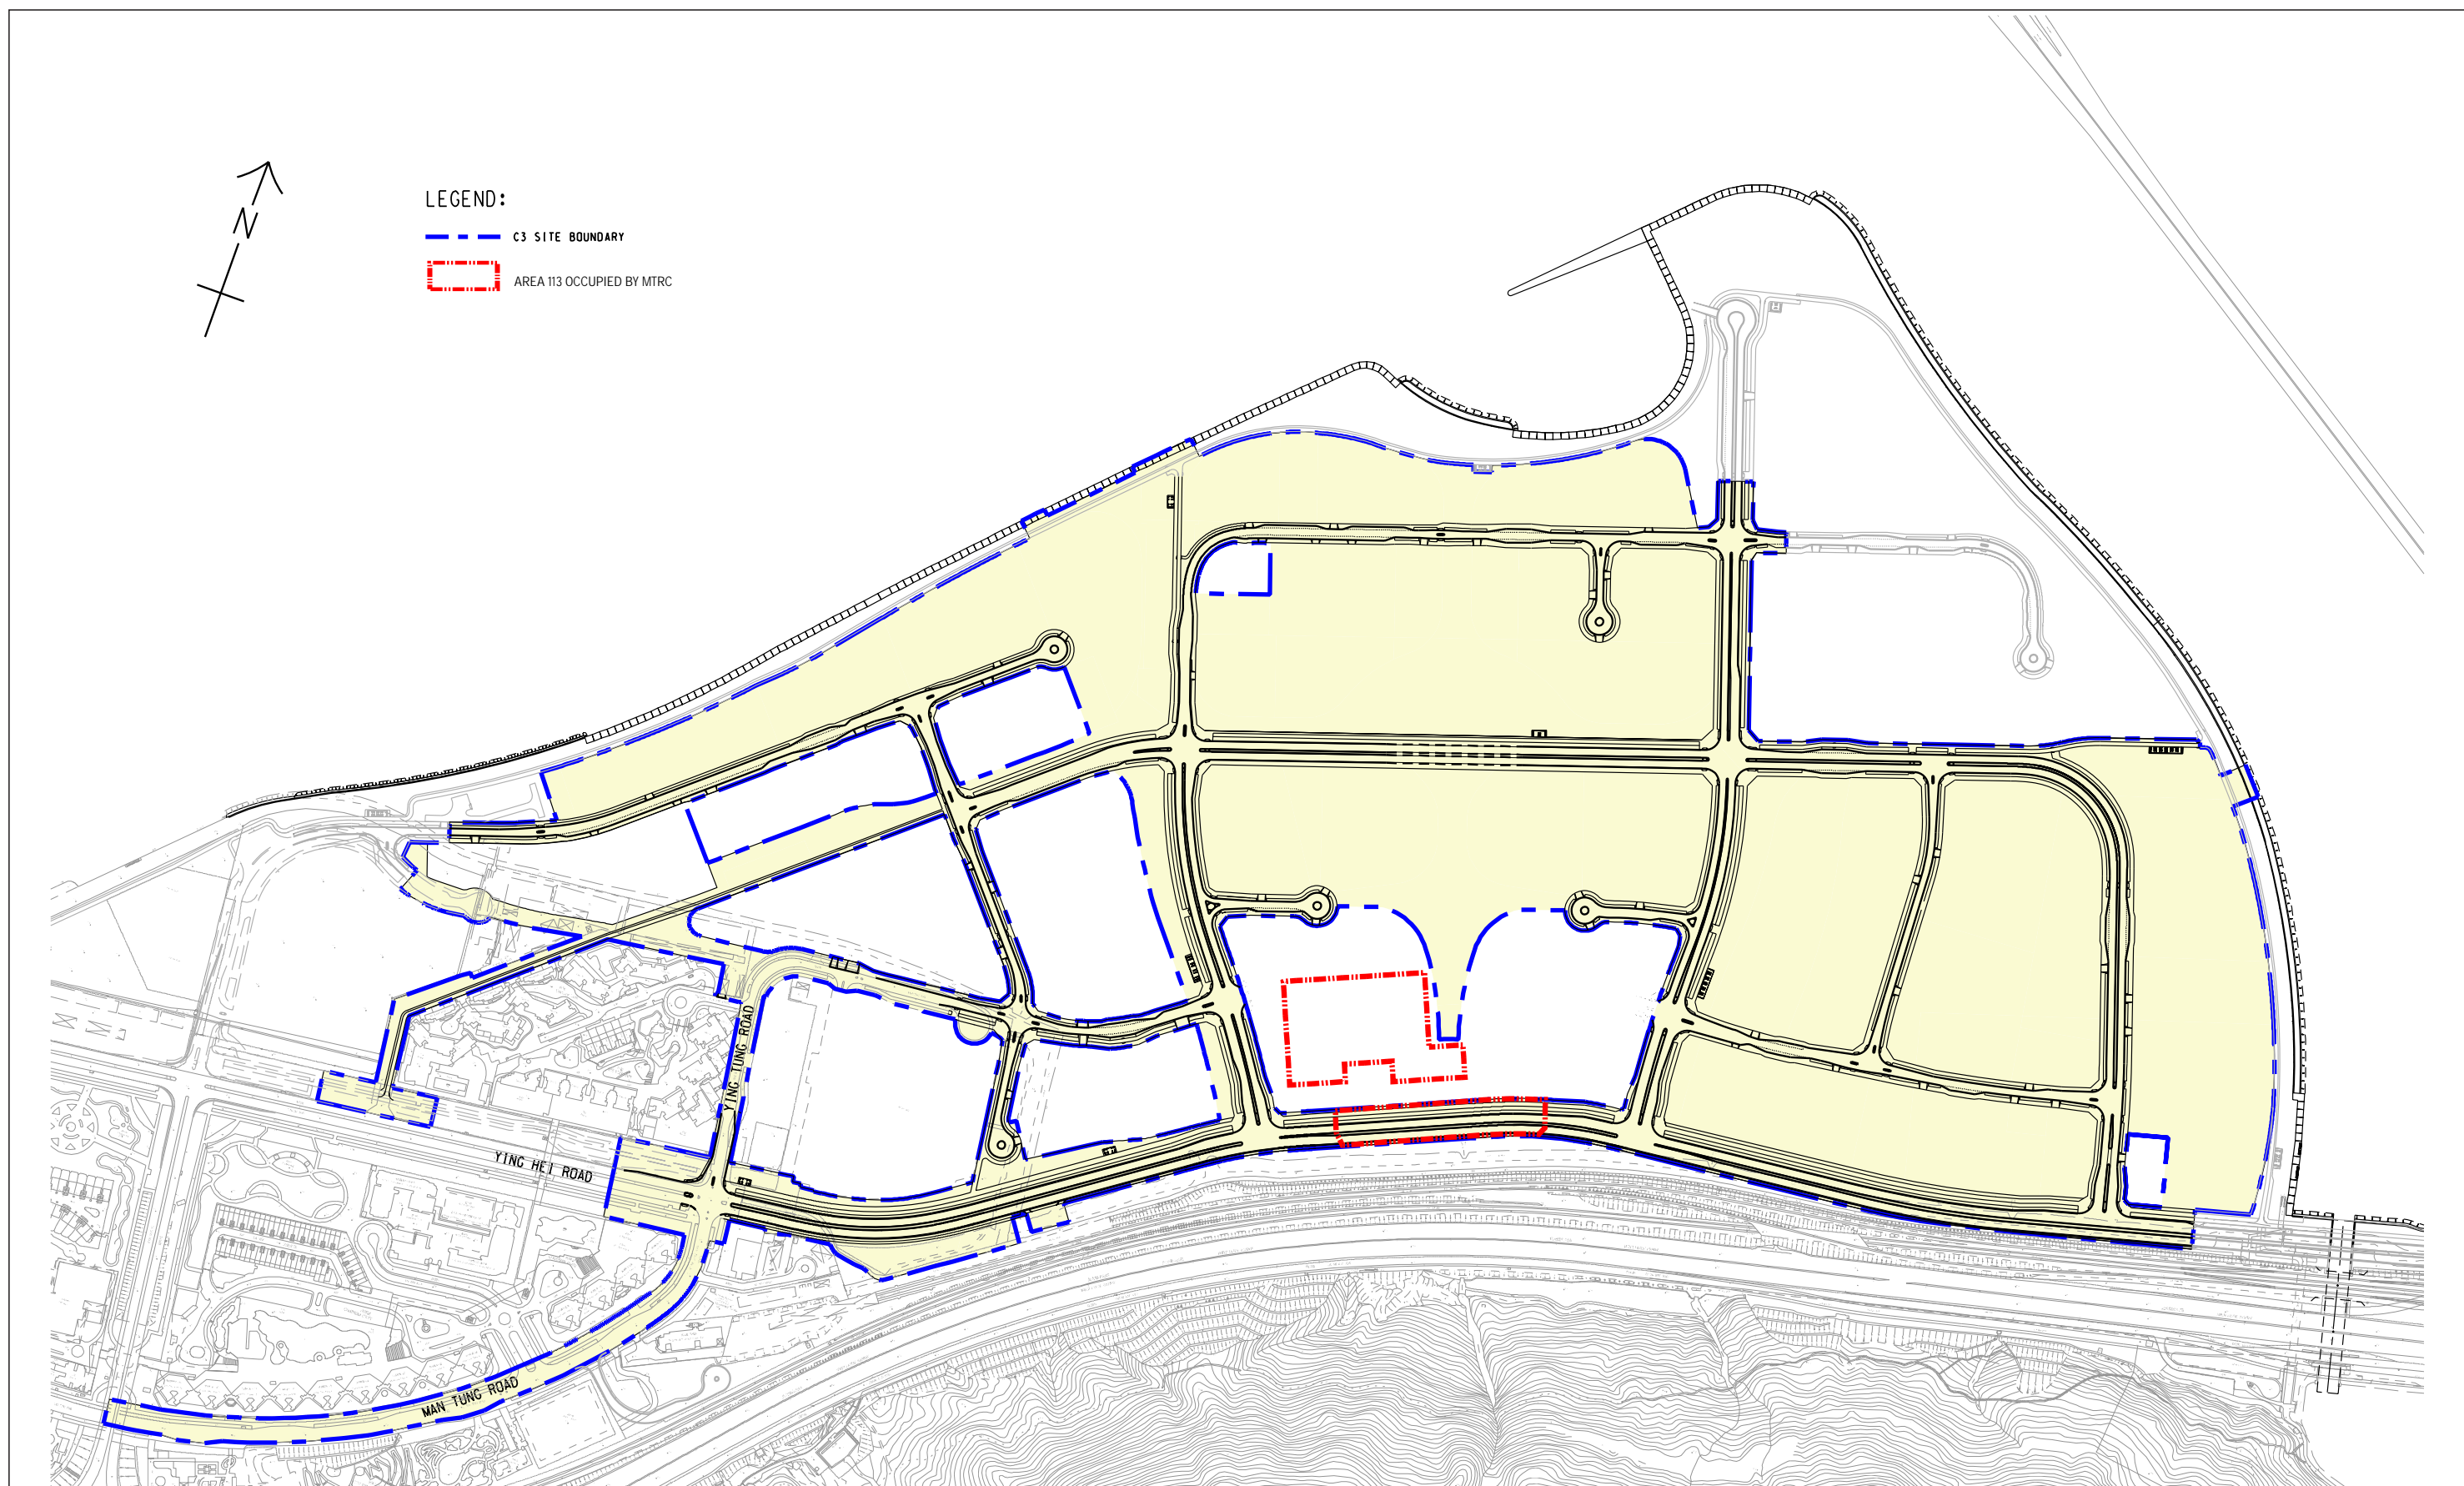 N
LEGEND:
C3 SITE BOUNDARY
AREA 113 OCCUPIED BY MTRC
YING TUNG ROAD
YING HEI ROAD
MAN TUNG ROAD